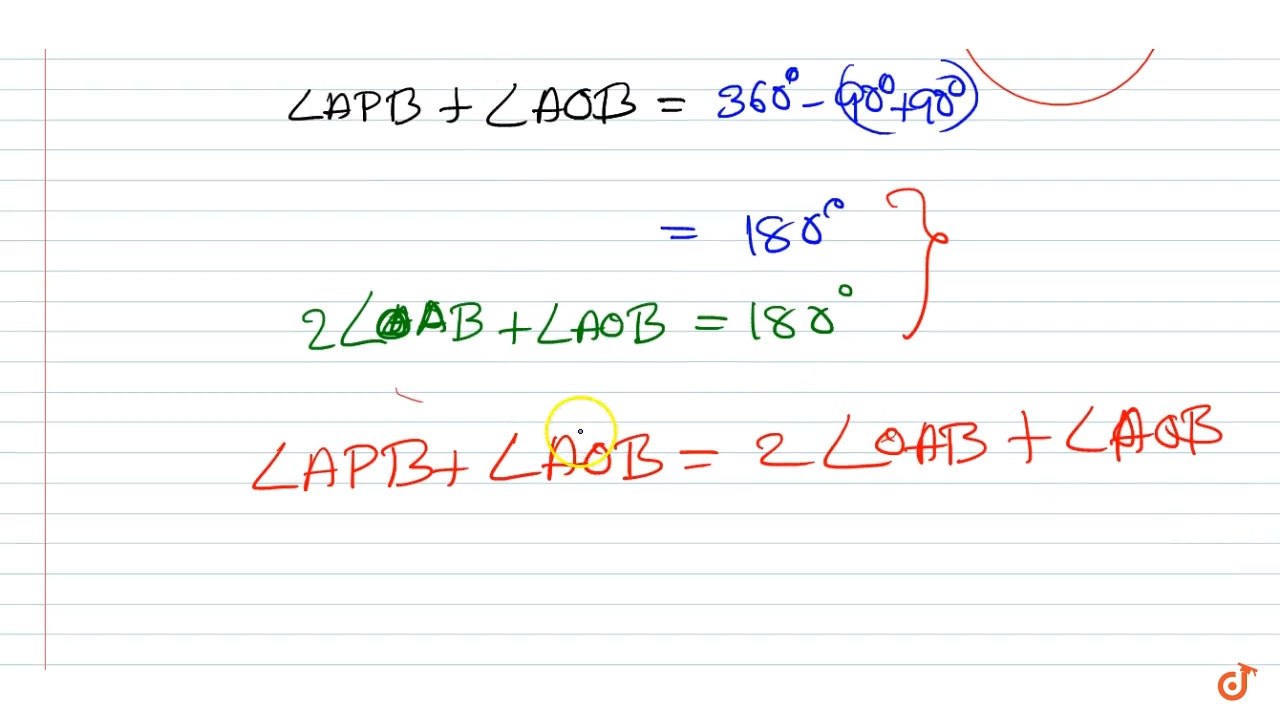 ∠APB + ∠AOB = 360° - (90° + 90°)
= 180°
2∠OAB + ∠AOB = 180°
∠APB + ∠AOB = 2∠OAB + ∠AOB